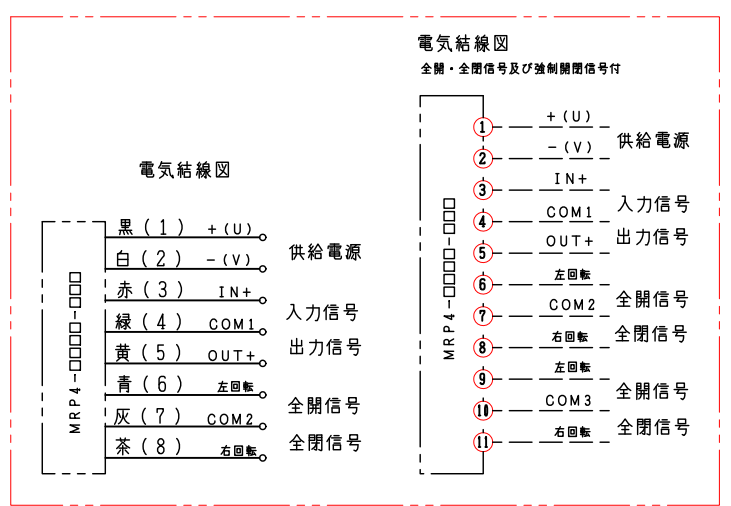 電気結線図
黒(1) +(U)
白(2) -(V)
供給電源
赤(3) IN+
緑(4) COM1
入力信号
黄(5) OUT+
出力信号
青(6) 左回転
灰(7) COM2
全開信号
茶(8) 右回転
全閉信号
MRP4-□□□□-□□□
電気結線図
全開・全閉信号及び強制開閉信号付
1 +(U)
2 -(V)
供給電源
3 IN+
4 COM1
入力信号
5 OUT+
出力信号
6 左回転
7 COM2
全開信号
8 右回転
全閉信号
9 左回転
10 COM3
全開信号
11 右回転
全閉信号
MRP4-□□□□-□□□